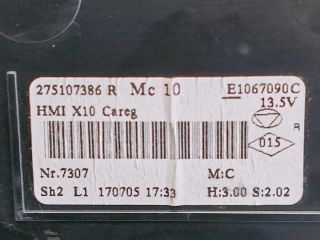 275107386 R Mc 10 E1067090C
13.5V
HMI X10 Careg
R
015
Nr.7307 M:C
Sh2 L1 170705 17:33 H:3.00 S:2.02